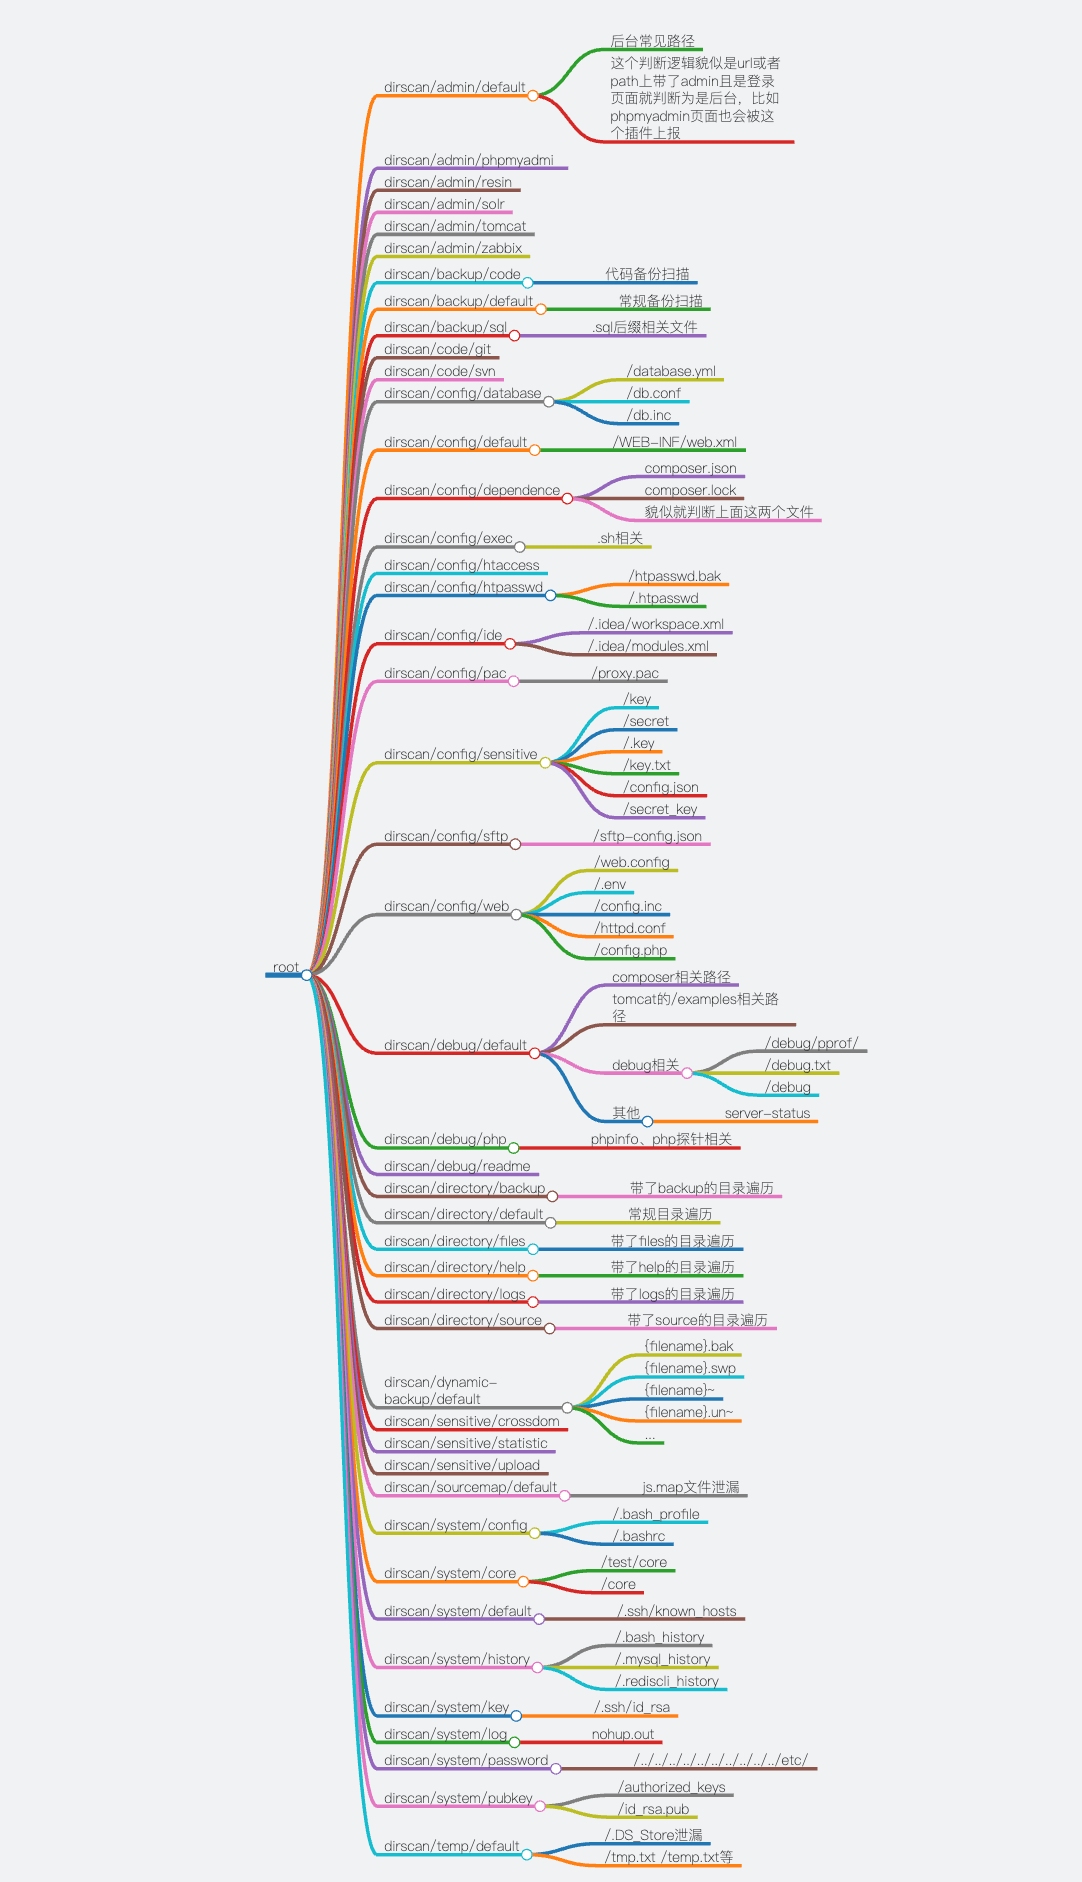 root
dirscan/admin/default
后台常见路径
这个判断逻辑貌似是url或者
path上带了admin且是登录
页面就判断为是后台，比如
phpmyadmin页面也会被这
个插件上报
dirscan/admin/phpmyadmi
dirscan/admin/resin
dirscan/admin/solr
dirscan/admin/tomcat
dirscan/admin/zabbix
dirscan/backup/code
代码备份扫描
dirscan/backup/default
常规备份扫描
dirscan/backup/sql
.sql后缀相关文件
dirscan/code/git
dirscan/code/svn
dirscan/config/database
/database.yml
/db.conf
/db.inc
dirscan/config/default
/WEB-INF/web.xml
dirscan/config/dependence
composer.json
composer.lock
貌似就判断上面这两个文件
dirscan/config/exec
.sh相关
dirscan/config/htaccess
dirscan/config/htpasswd
/htpasswd.bak
/.htpasswd
dirscan/config/ide
/.idea/workspace.xml
/.idea/modules.xml
dirscan/config/pac
/proxy.pac
dirscan/config/sensitive
/key
/secret
/.key
/key.txt
/config.json
/secret_key
dirscan/config/sftp
/sftp-config.json
dirscan/config/web
/web.config
/.env
/config.inc
/httpd.conf
/config.php
dirscan/debug/default
composer相关路径
tomcat的/examples相关路
径
debug相关
/debug/pprof/
/debug.txt
/debug
其他
server-status
dirscan/debug/php
phpinfo、php探针相关
dirscan/debug/readme
dirscan/directory/backup
带了backup的目录遍历
dirscan/directory/default
常规目录遍历
dirscan/directory/files
带了files的目录遍历
dirscan/directory/help
带了help的目录遍历
dirscan/directory/logs
带了logs的目录遍历
dirscan/directory/source
带了source的目录遍历
dirscan/dynamic-
backup/default
{filename}.bak
{filename}.swp
{filename}~
{filename}.un~
...
dirscan/sensitive/crossdom
dirscan/sensitive/statistic
dirscan/sensitive/upload
dirscan/sourcemap/default
js.map文件泄漏
dirscan/system/config
/.bash_profile
/.bashrc
dirscan/system/core
/test/core
/core
dirscan/system/default
/.ssh/known_hosts
dirscan/system/history
/.bash_history
/.mysql_history
/.rediscli_history
dirscan/system/key
/.ssh/id_rsa
dirscan/system/log
nohup.out
dirscan/system/password
/../../../../../../../../../../etc/
dirscan/system/pubkey
/authorized_keys
/id_rsa.pub
dirscan/temp/default
/.DS_Store泄漏
/tmp.txt /temp.txt等